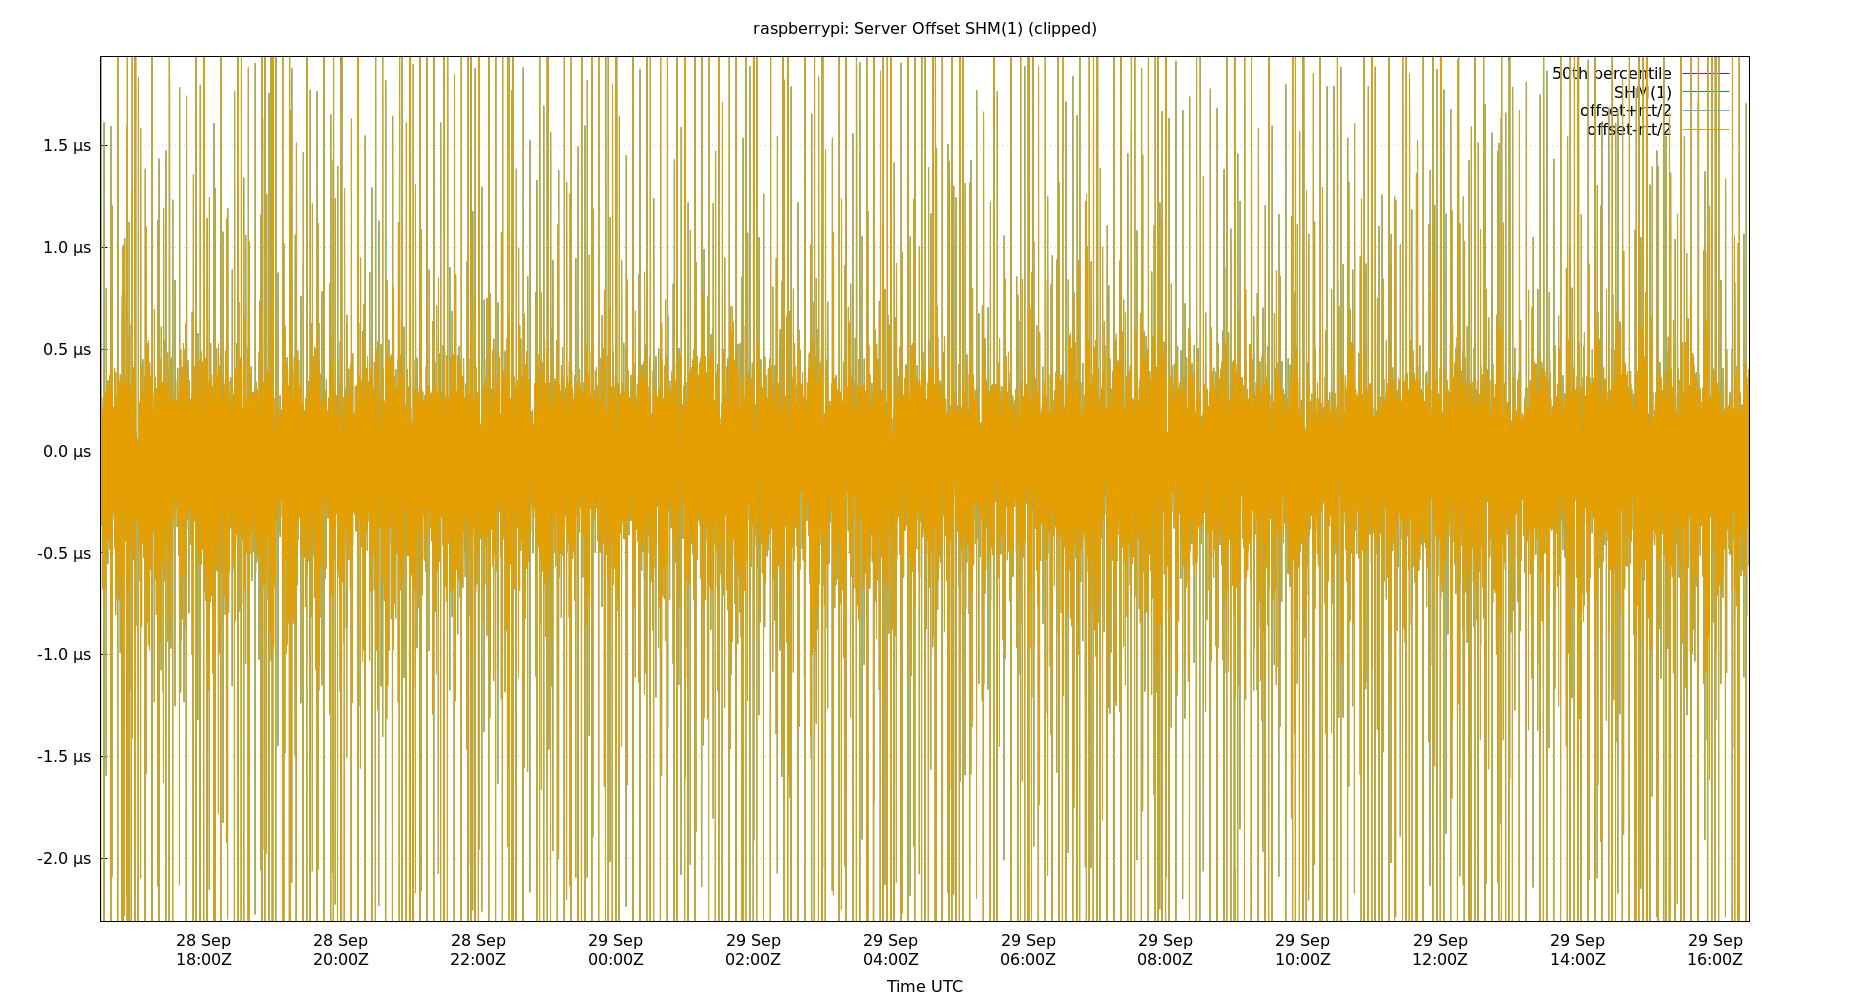 raspberrypi: Server Offset SHM(1) (clipped)
50th percentile
SHM(1)
offset+rtt/2
offset-rtt/2
1.5 µs
1.0 µs
0.5 µs
0.0 µs
-0.5 µs
-1.0 µs
-1.5 µs
-2.0 µs
28 Sep 28 Sep 28 Sep 29 Sep 29 Sep 29 Sep 29 Sep 29 Sep 29 Sep 29 Sep 29 Sep 29 Sep
18:00Z 20:00Z 22:00Z 00:00Z 02:00Z 04:00Z 06:00Z 08:00Z 10:00Z 12:00Z 14:00Z 16:00Z
Time UTC